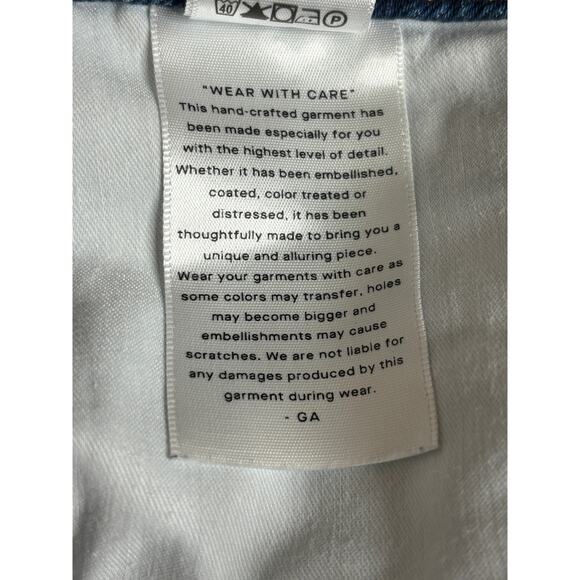 40 P
"WEAR WITH CARE"
This hand-crafted garment has
been made especially for you
with the highest level of detail.
Whether it has been embellished,
coated, color treated or
distressed, it has been
thoughtfully made to bring you a
unique and alluring piece.
Wear your garments with care as
some colors may transfer, holes
may become bigger and
embellishments may cause
scratches. We are not liable for
any damages produced by this
garment during wear.
- GA